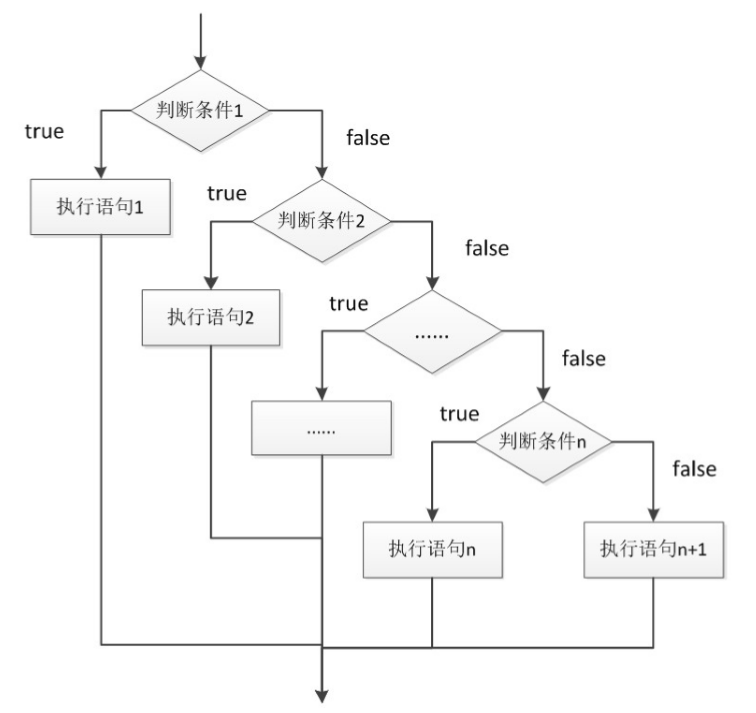 判断条件1
true
false
执行语句1
true
判断条件2
false
执行语句2
true
......
false
......
true
判断条件n
false
执行语句n
执行语句n+1